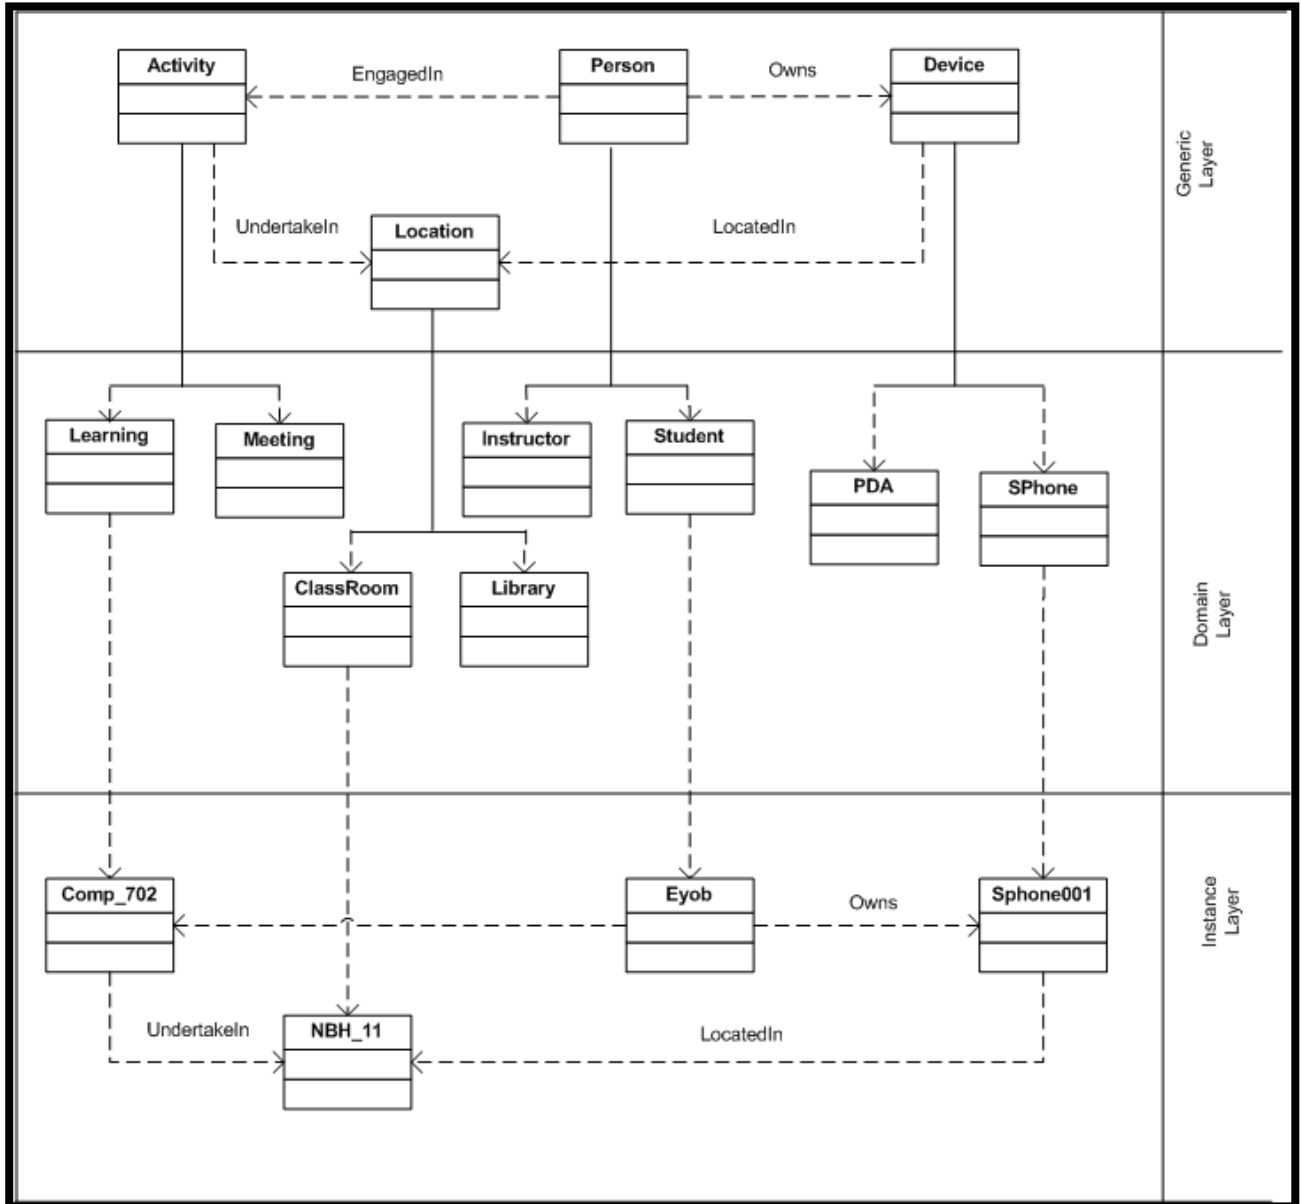 Activity
EngagedIn
Person
Owns
Device
UndertakeIn
Location
LocatedIn
Generic
Layer
Learning
Meeting
Instructor
Student
PDA
SPhone
ClassRoom
Library
Domain
Layer
Comp_702
Eyob
Owns
Sphone001
UndertakeIn
NBH_11
LocatedIn
Instance
Layer